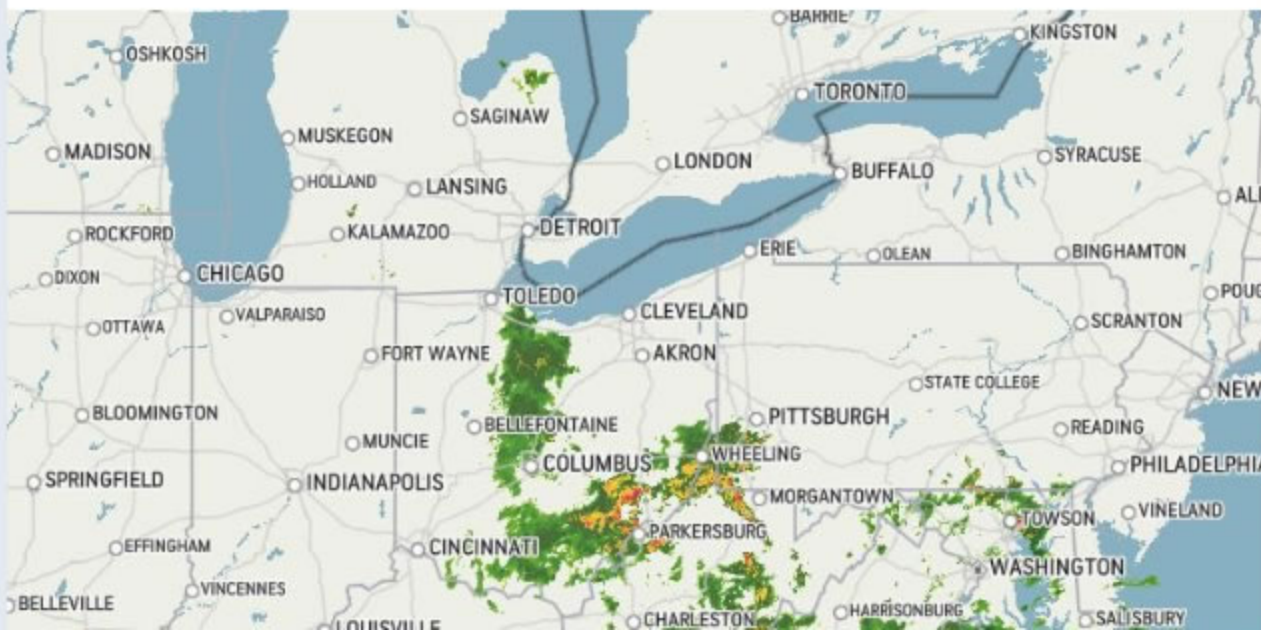 BARRIE
KINGSTON
OSHKOSH
TORONTO
SAGINAW
MUSKEGON
MADISON
LONDON
SYRACUSE
BUFFALO
HOLLAND
LANSING
ROCKFORD
KALAMAZOO
DETROIT
ERIE
OLEAN
BINGHAMTON
DIXON
CHICAGO
TOLEDO
CLEVELAND
OTTAWA
VALPARAISO
SCRANTON
FORT WAYNE
AKRON
STATE COLLEGE
NEW
BLOOMINGTON
MUNCIE
BELLEFONTAINE
PITTSBURGH
READING
WHEELING
COLUMBUS
PHILADELPHIA
SPRINGFIELD
INDIANAPOLIS
MORGANTOWN
TOWSON
VINELAND
PARKERSBURG
EFFINGHAM
CINCINNATI
WASHINGTON
VINCENNES
BELLEVILLE
HARRISONBURG
CHARLESTON
SALISBURY
LOUISVILLE